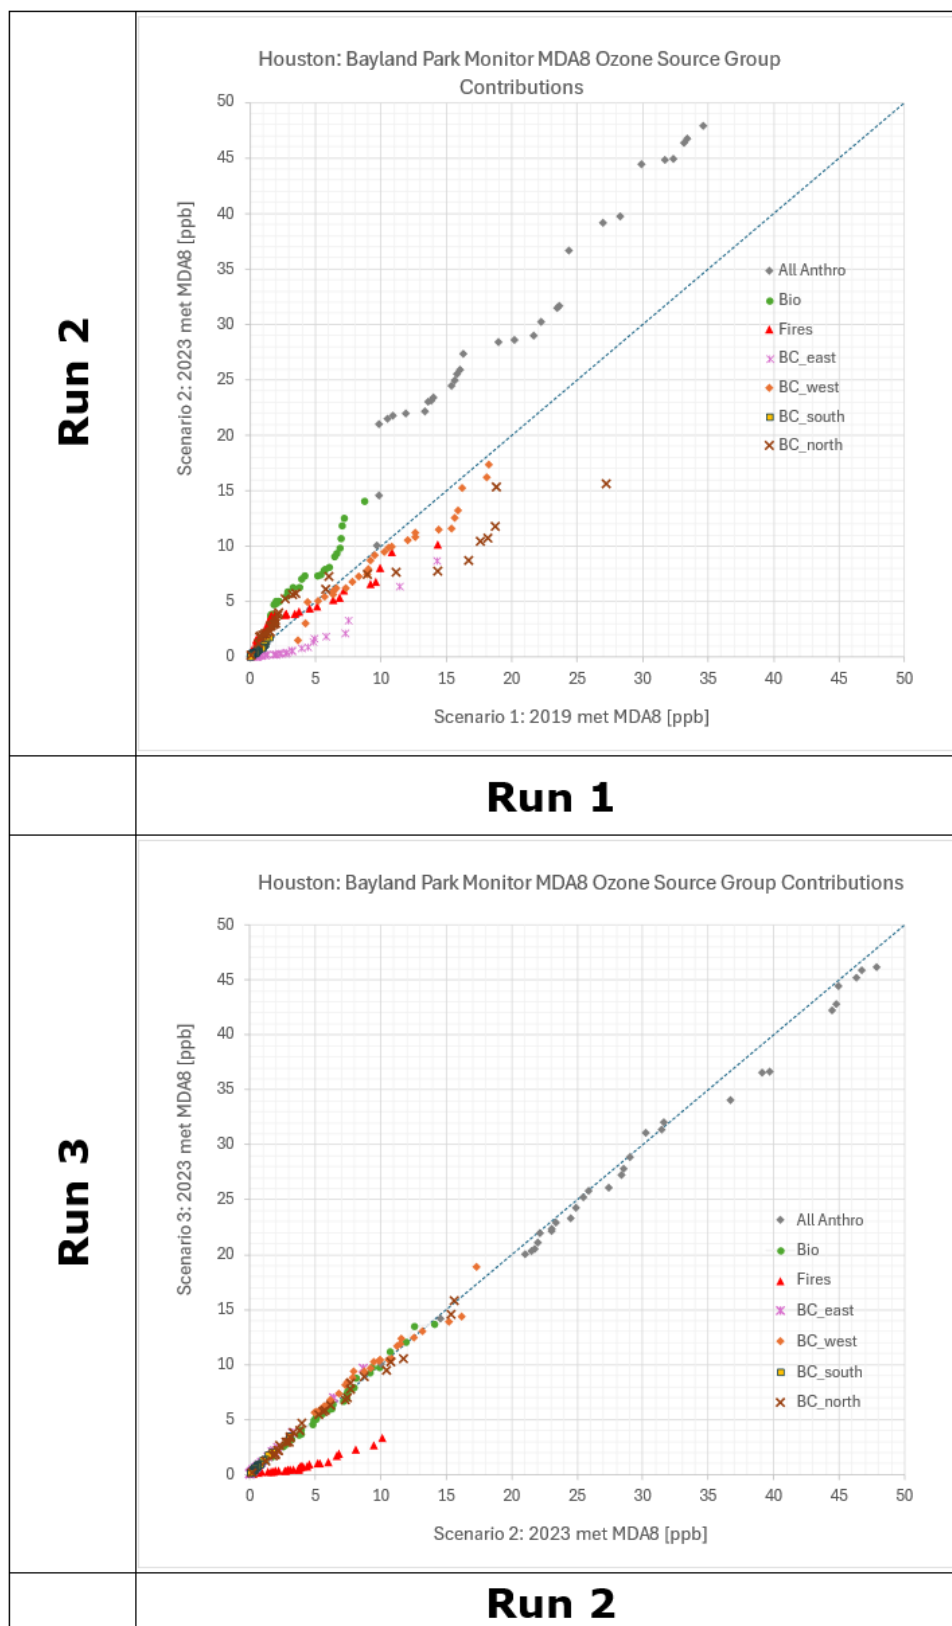 Houston: Bayland Park Monitor MDA8 Ozone Source Group
Contributions
50
45
40
35
30
25
20
15
10
5
0
Scenario 2: 2023 met MDA8 [ppb]
Run 2
All Anthro
Bio
Fires
BC_east
BC_west
BC_south
BC_north
0 5 10 15 20 25 30 35 40 45 50
Scenario 1: 2019 met MDA8 [ppb]
Run 1
Houston: Bayland Park Monitor MDA8 Ozone Source Group Contributions
50
45
40
35
30
25
20
15
10
5
0
Scenario 3: 2023 met MDA8 [ppb]
Run 3
All Anthro
Bio
Fires
BC_east
BC_west
BC_south
BC_north
0 5 10 15 20 25 30 35 40 45 50
Scenario 2: 2023 met MDA8 [ppb]
Run 2